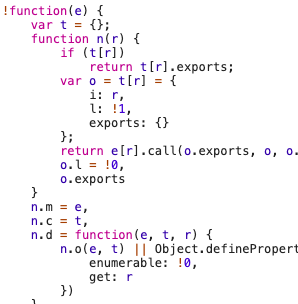 !function(e) {
    var t = {};
    function n(r) {
        if (t[r])
            return t[r].exports;
        var o = t[r] = {
            i: r,
            l: !1,
            exports: {}
        };
        return e[r].call(o.exports, o, o.
        o.l = !0,
        o.exports
    }
    n.m = e,
    n.c = t,
    n.d = function(e, t, r) {
        n.o(e, t) || Object.definePropert
            enumerable: !0,
            get: r
        })
    }